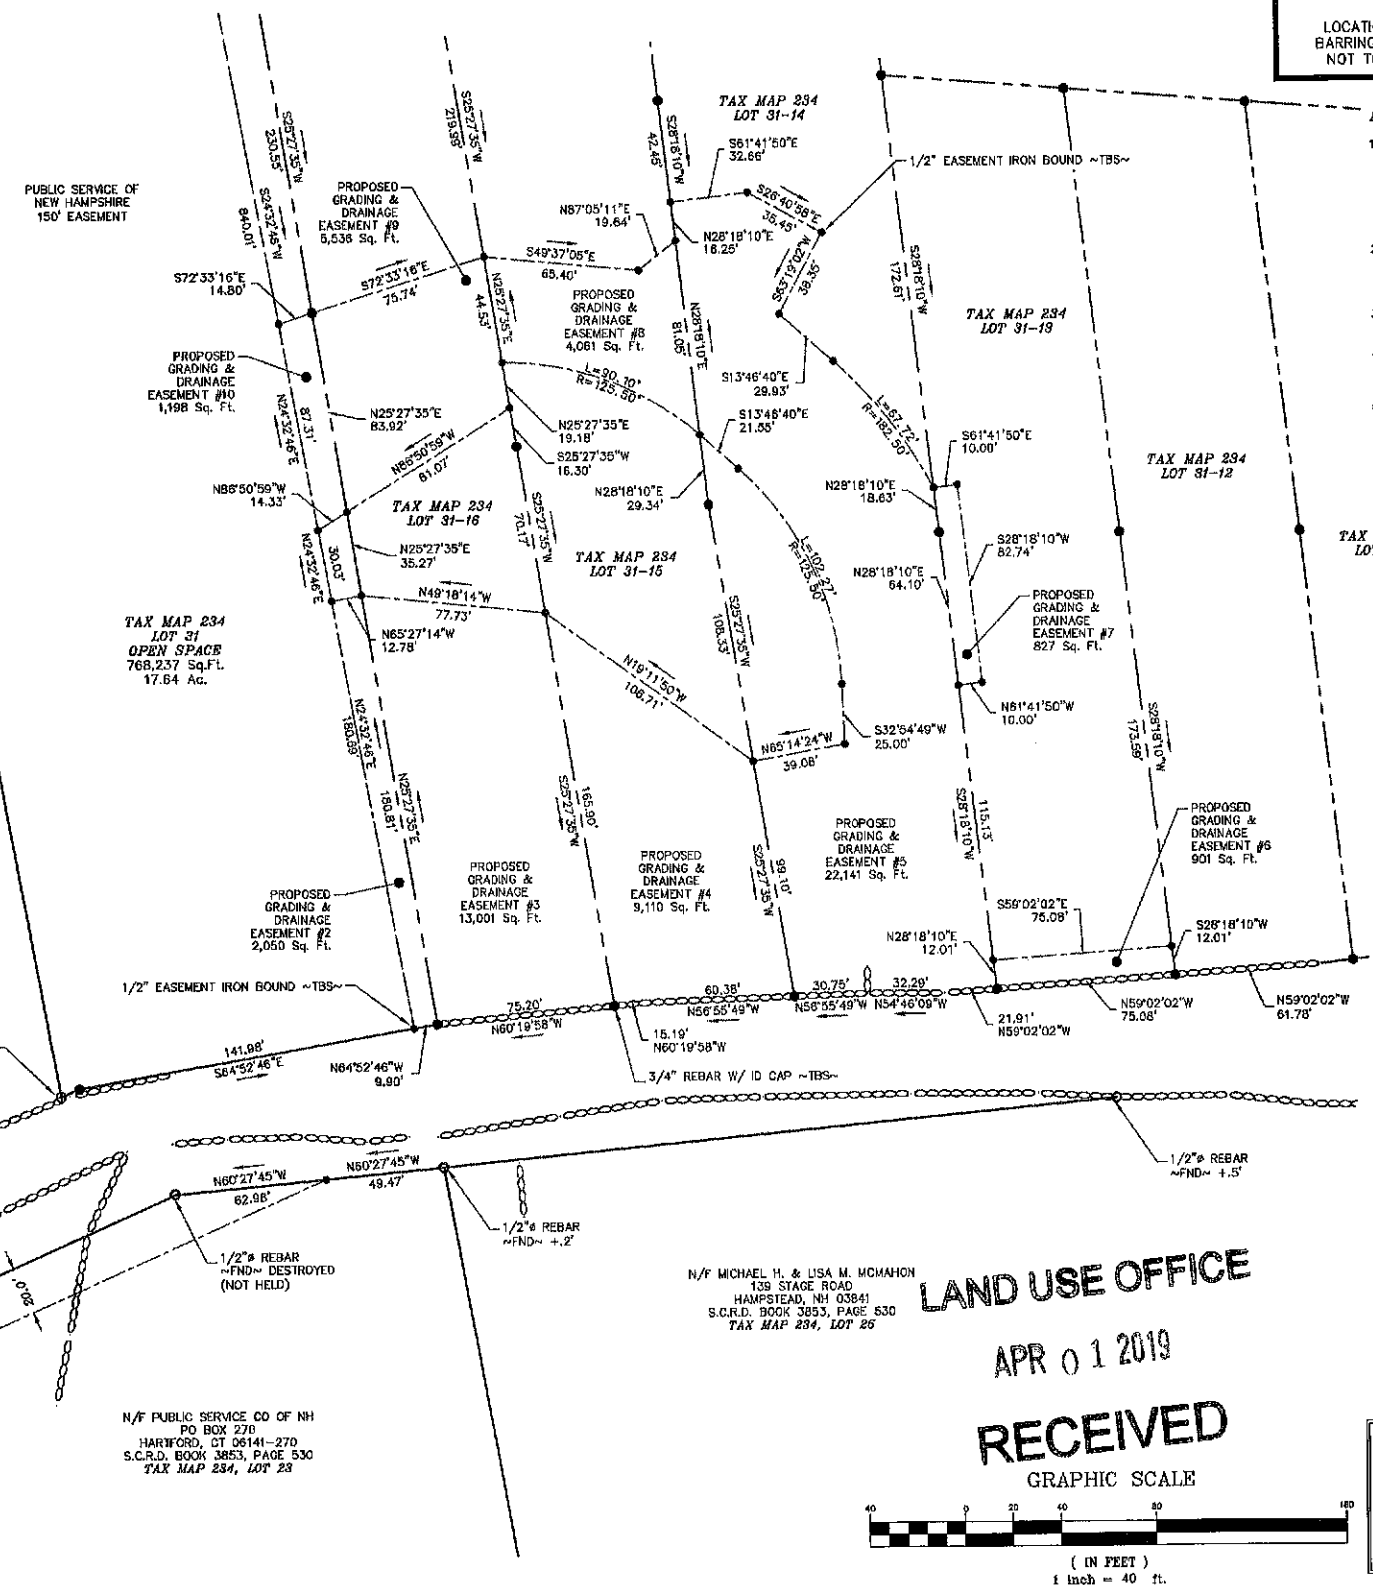 LOCATI
BARRING
NOT T
TAX MAP 234
LOT 31-14
S61°41'50"E
32.66'
1/2" EASEMENT IRON BOUND ~TBS~
S25°27'35"W
230.55'
S25°27'35"W
219.99'
S28°18'10"W
42.45'
S26°40'58"E
35.45'
PUBLIC SERVICE OF
NEW HAMPSHIRE
150' EASEMENT
PROPOSED
GRADING &
DRAINAGE
EASEMENT #9
5,536 Sq. Ft.
S24°32'46"W
840.01'
N87°05'11"E
19.64'
N28°18'10"E
16.25'
S63°19'02"W
38.35'
S28°18'10"W
172.61'
S72°33'16"E
14.80'
S72°33'16"E
75.74'
S49°37'05"E
65.40'
N25°27'35"E
44.53'
PROPOSED
GRADING &
DRAINAGE
EASEMENT #8
4,061 Sq. Ft.
N28°18'10"E
81.05'
TAX MAP 234
LOT 31-13
PROPOSED
GRADING &
DRAINAGE
EASEMENT #10
1,198 Sq. Ft.
L=90.10'
R=125.50'
S13°46'40"E
29.93'
N24°32'46"E
87.31'
N25°27'35"E
83.92'
N25°27'35"E
19.18'
S13°46'40"E
21.55'
L=67.72'
R=182.50'
N86°50'59"W
81.07'
S25°27'35"W
16.30'
S61°41'50"E
10.00'
TAX MAP 234
LOT 31-12
N86°50'59"W
14.33'
TAX MAP 234
LOT 31-16
N28°18'10"E
29.34'
N28°18'10"E
18.63'
N24°32'46"E
30.03'
N25°27'35"E
35.27'
S25°27'35"W
70.17'
TAX MAP 234
LOT 31-15
L=102.27'
R=125.50'
S28°18'10"W
82.74'
TAX
LO
N28°18'10"E
64.10'
N49°18'14"W
77.73'
S25°27'35"W
108.33'
PROPOSED
GRADING &
DRAINAGE
EASEMENT #7
827 Sq. Ft.
TAX MAP 234
LOT 31
OPEN SPACE
768,237 Sq.Ft.
17.64 Ac.
N65°27'14"W
12.78'
N19°11'50"W
106.71'
N61°41'50"W
10.00'
N24°32'46"E
180.69'
S32°54'49"W
25.00'
N65°14'24"W
39.08'
S28°18'10"W
173.59'
N25°27'35"E
180.81'
S25°27'35"W
165.90'
S28°18'10"W
115.13'
PROPOSED
GRADING &
DRAINAGE
EASEMENT #6
901 Sq. Ft.
PROPOSED
GRADING &
DRAINAGE
EASEMENT #5
22,141 Sq. Ft.
PROPOSED
GRADING &
DRAINAGE
EASEMENT #4
9,110 Sq. Ft.
PROPOSED
GRADING &
DRAINAGE
EASEMENT #3
13,001 Sq. Ft.
S25°27'35"W
99.10'
PROPOSED
GRADING &
DRAINAGE
EASEMENT #2
2,050 Sq. Ft.
S59°02'02"E
75.08'
N28°18'10"E
12.01'
S28°18'10"W
12.01'
1/2" EASEMENT IRON BOUND ~TBS~
75.20'
N60°19'58"W
60.38'
N56°55'49"W
30.75'
N56°55'49"W
32.29'
N54°46'09"W
N59°02'02"W
75.08'
N59°02'02"W
61.78'
21.91'
N59°02'02"W
15.19'
N60°19'58"W
141.98'
S64°52'46"E
N64°52'46"W
9.90'
3/4" REBAR W/ ID CAP ~TBS~
1/2"ø REBAR
~FND~ +.5'
N60°27'45"W
62.98'
N60°27'45"W
49.47'
1/2"ø REBAR
~FND~ +.2'
1/2"ø REBAR
~FND~ DESTROYED
(NOT HELD)
20.0'
N/F MICHAEL H. & LISA M. MCMAHON
139 STAGE ROAD
HAMPSTEAD, NH 03841
S.C.R.D. BOOK 3853, PAGE 530
TAX MAP 234, LOT 25
LAND USE OFFICE
APR 01 2019
RECEIVED
N/F PUBLIC SERVICE CO OF NH
PO BOX 270
HARTFORD, CT 06141-270
S.C.R.D. BOOK 3853, PAGE 530
TAX MAP 234, LOT 23
GRAPHIC SCALE
40 0 20 40 80 160
( IN FEET )
1 inch = 40 ft.